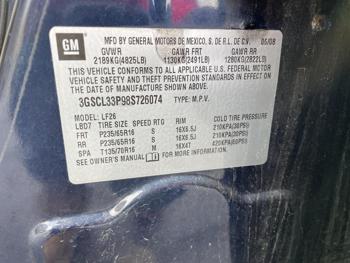 GM
MFD BY GENERAL MOTORS DE MEXICO, S. DE R.L. DE C.V. 05/08
GVWR GAWR FRT GAWR RR
2189KG(4825LB) 1130KG(2491LB) 1280KG(2822LB)
THIS VEHICLE CONFORMS TO ALL APPLICABLE U.S. FEDERAL MOTOR
VEHICLE SAFETY AND THEFT PREVENTION STANDARDS IN EFFECT ON
THE DATE OF MANUFACTURE SHOWN ABOVE.
3GSCL33P98S726074 TYPE: M.P.V.
MODEL: LF26
LBD7 TIRE SIZE SPEED RTG RIM COLD TIRE PRESSURE
FRT P235/65R16 S 16X6.5J 210KPA(30PSI)
RR P235/65R16 S 16X6.5J 210KPA(30PSI)
SPA T135/70R16 M 16X4T 420KPA(60PSI)
SEE OWNER'S MANUAL FOR ADDITIONAL INFORMATION